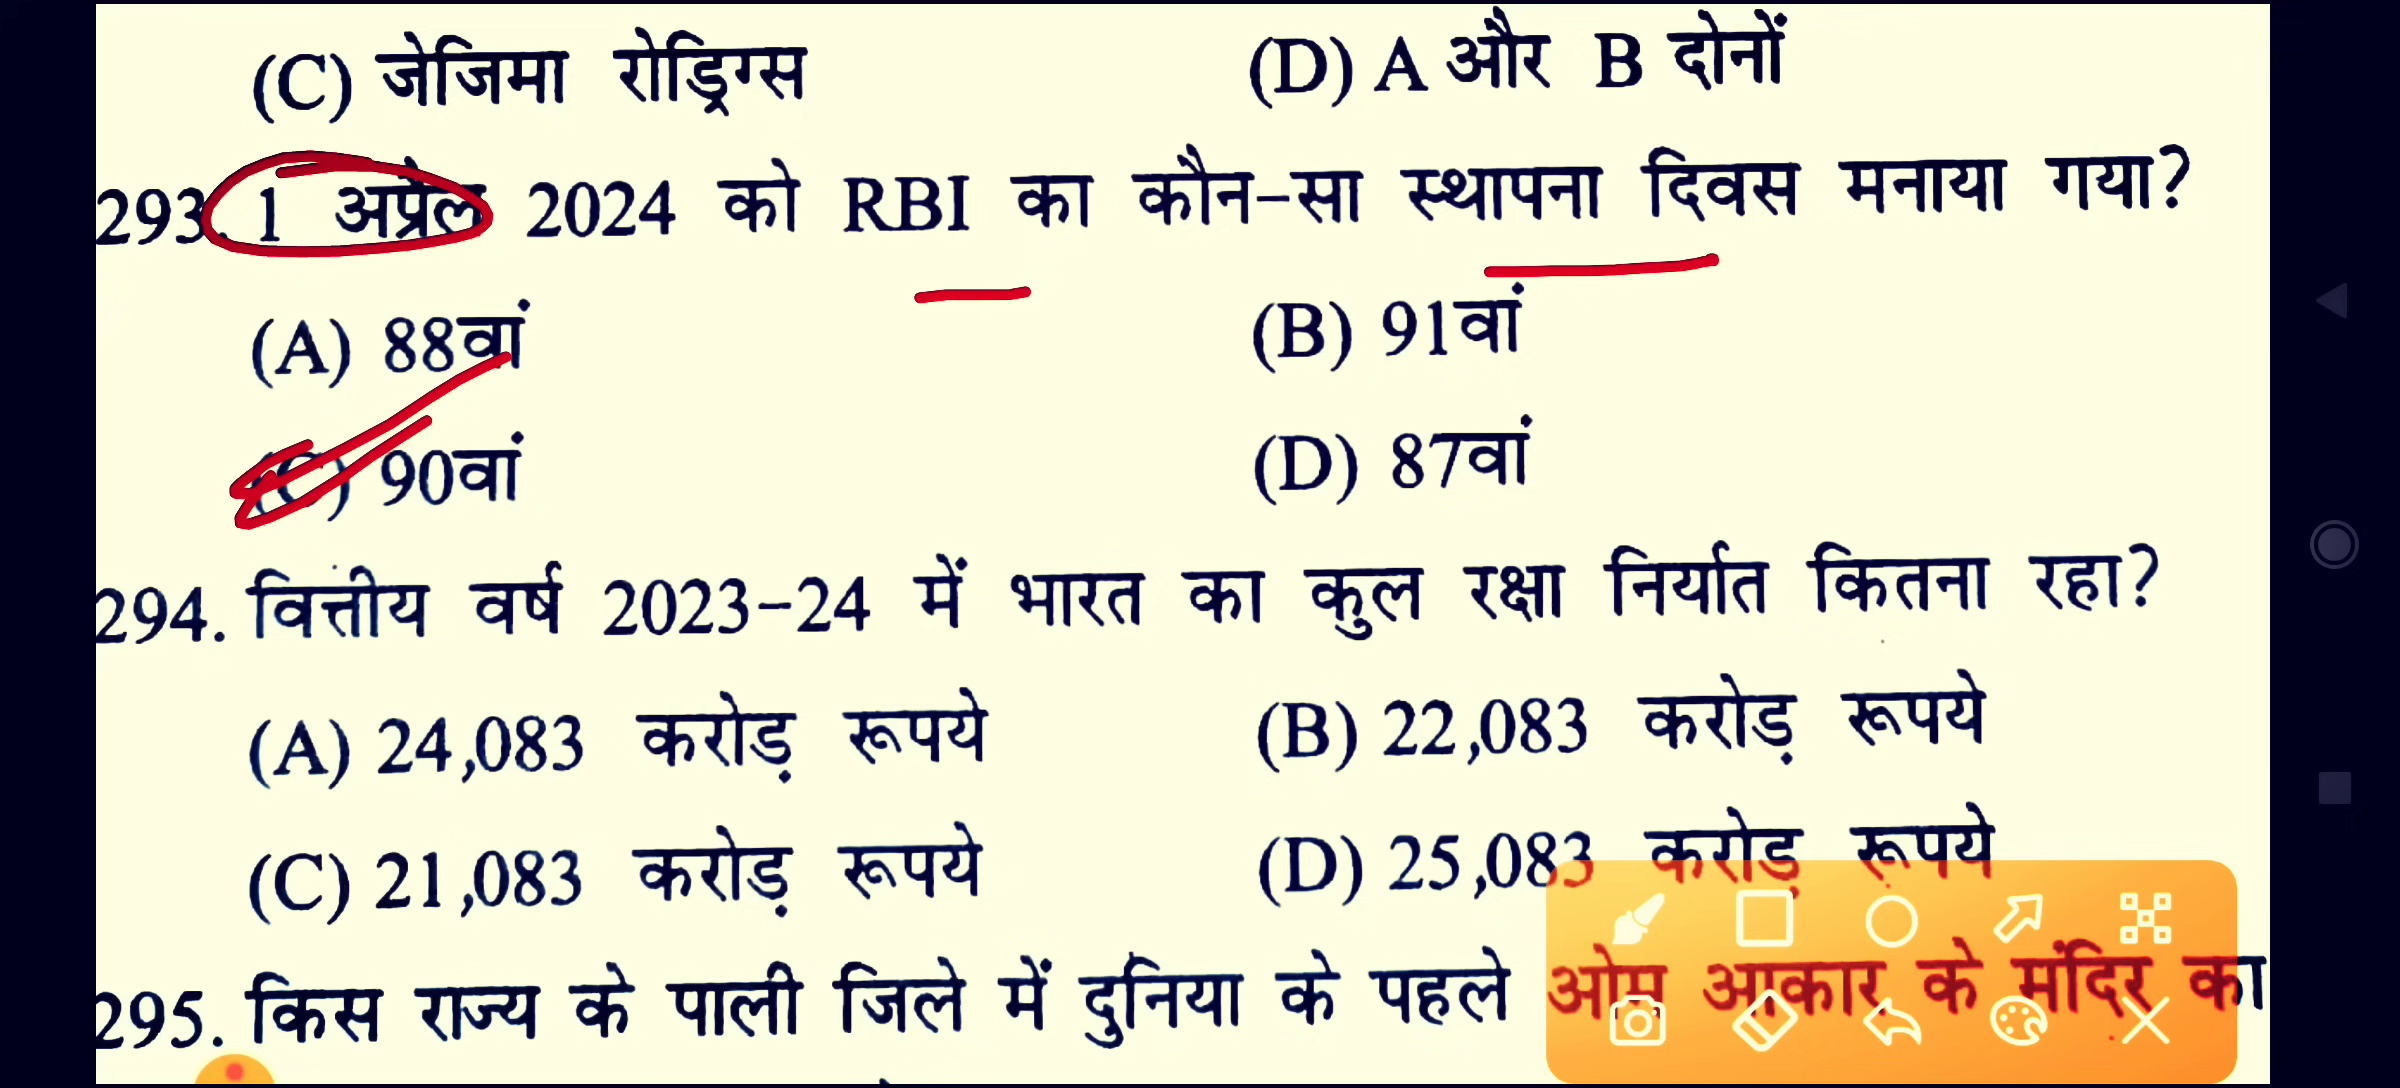 (C) जेजिमा रोड्रिग्स (D) A और B दोनों
293. 1 अप्रैल 2024 को RBI का कौन-सा स्थापना दिवस मनाया गया?
(A) 88वां (B) 91वां
(C) 90वां (D) 87वां
294. वित्तीय वर्ष 2023-24 में भारत का कुल रक्षा निर्यात कितना रहा?
(A) 24,083 करोड़ रूपये (B) 22,083 करोड़ रूपये
(C) 21,083 करोड़ रूपये (D) 25,083 करोड़ रूपये
295. किस राज्य के पाली जिले में दुनिया के पहले ओम आकार के मंदिर का